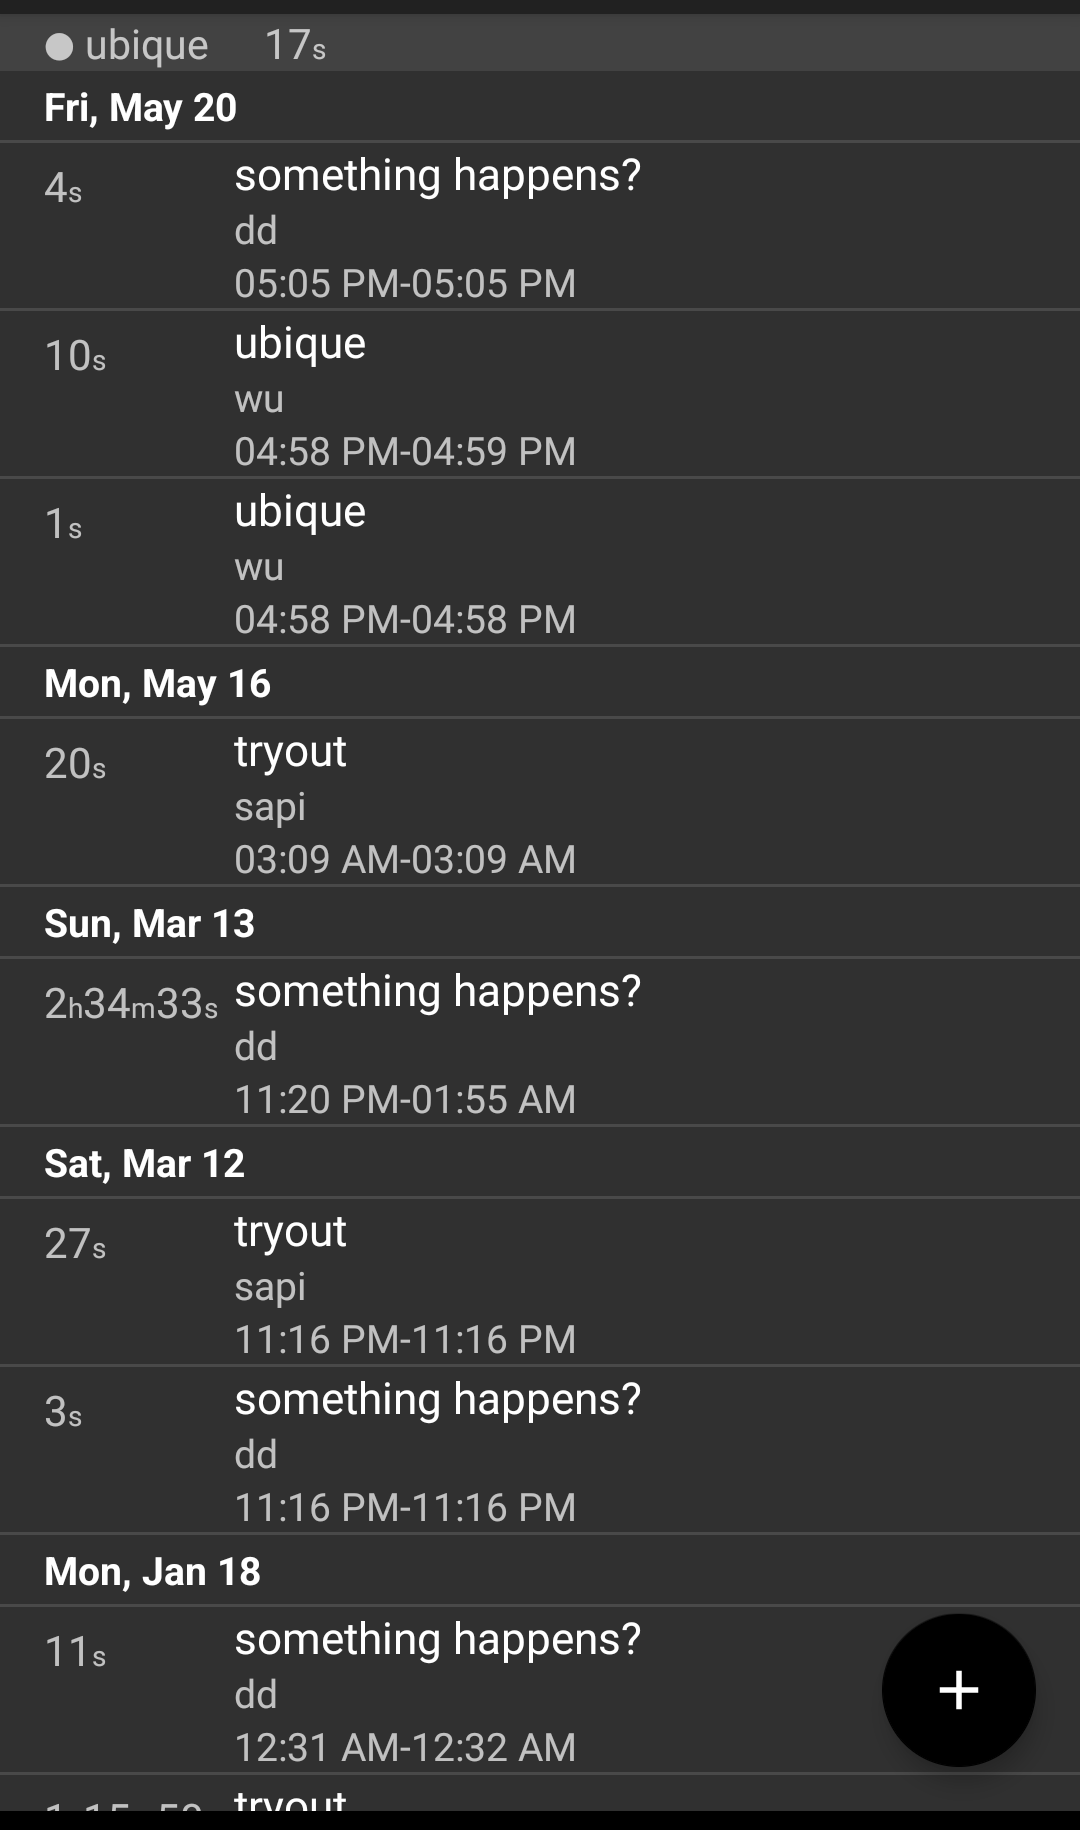 ubique 17s
Fri, May 20
4s something happens?
dd
05:05 PM-05:05 PM
10s ubique
wu
04:58 PM-04:59 PM
1s ubique
wu
04:58 PM-04:58 PM
Mon, May 16
20s tryout
sapi
03:09 AM-03:09 AM
Sun, Mar 13
2h34m33s something happens?
dd
11:20 PM-01:55 AM
Sat, Mar 12
27s tryout
sapi
11:16 PM-11:16 PM
3s something happens?
dd
11:16 PM-11:16 PM
Mon, Jan 18
11s something happens?
dd
12:31 AM-12:32 AM
+
tryout